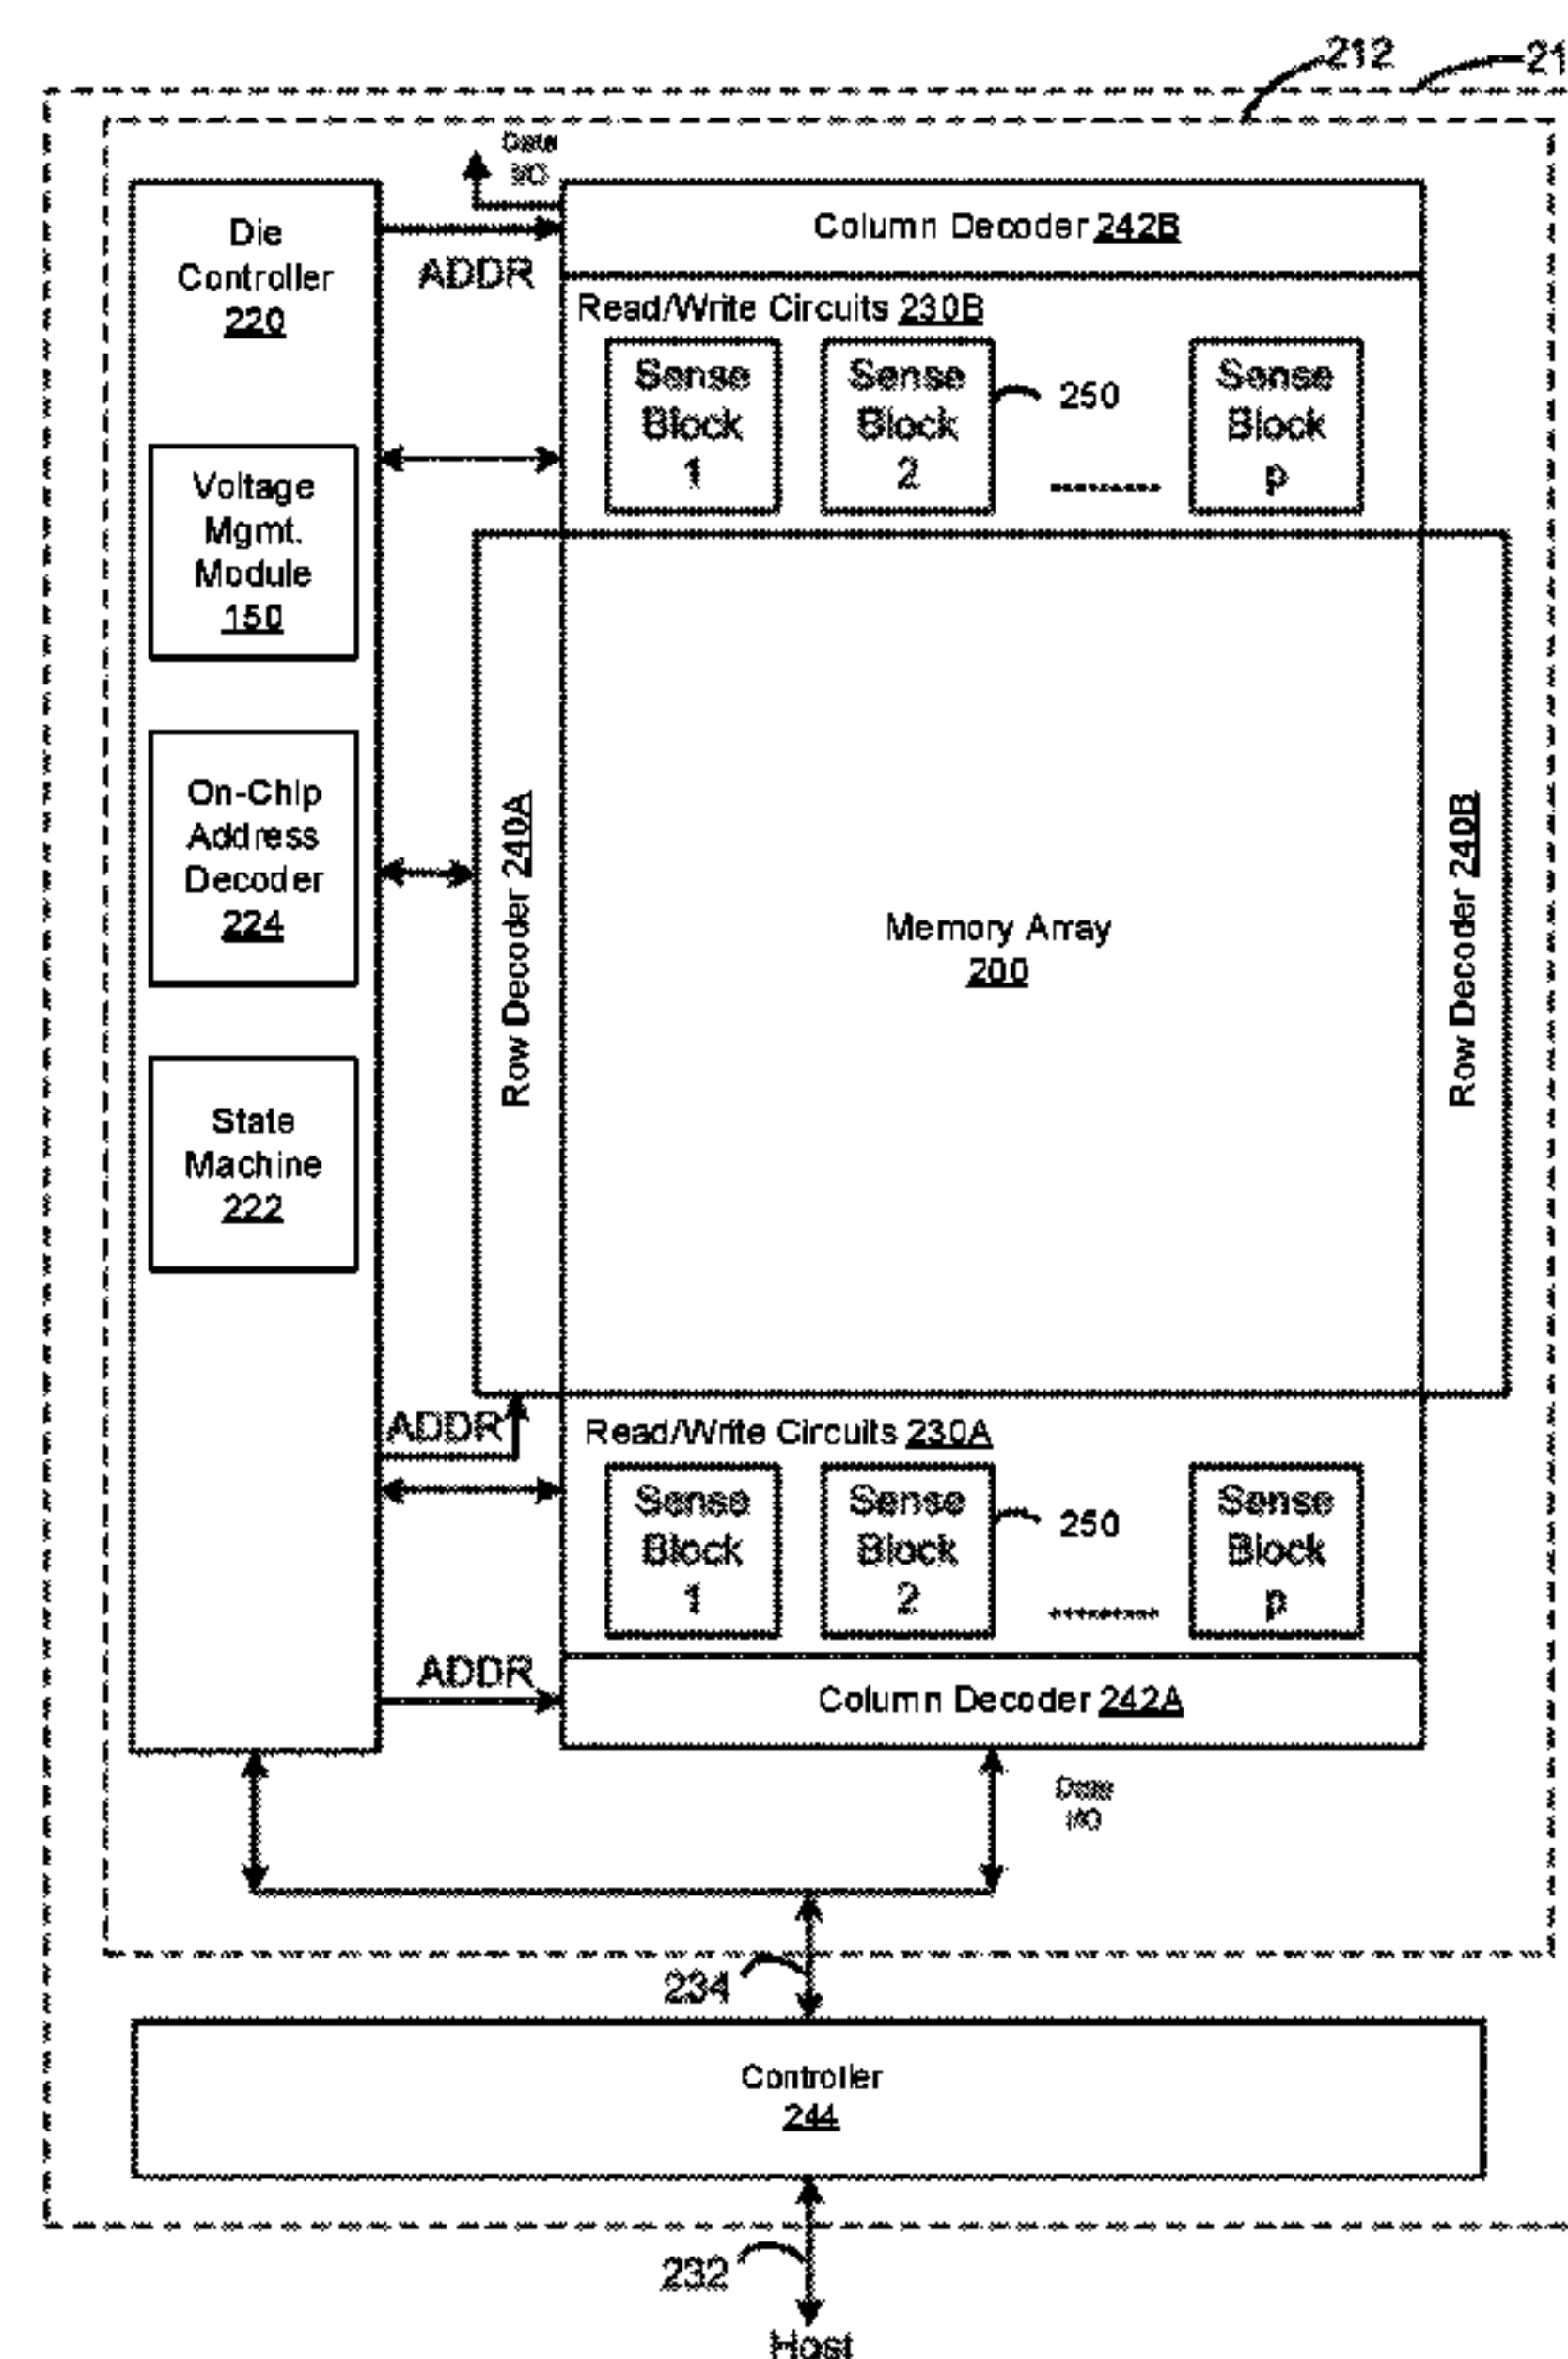 212
21
Data
I/O
Die
Controller
220
ADDR
Column Decoder 242B
Read/Write Circuits 230B
Sense
Block
1
Sense
Block
2
250
Sense
Block
p
Voltage
Mgmt.
Module
150
On-Chip
Address
Decoder
224
State
Machine
222
Row Decoder 240A
Memory Array
200
Row Decoder 240B
ADDR
Read/Write Circuits 230A
Sense
Block
1
Sense
Block
2
250
Sense
Block
p
ADDR
Column Decoder 242A
Data
I/O
234
Controller
244
232
Host